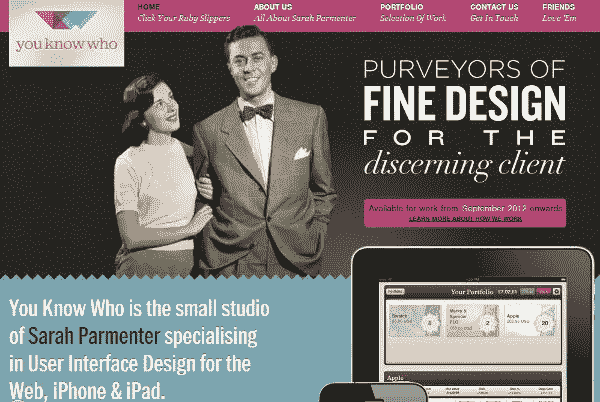 you know who
HOME
Click Your Ruby Slippers
ABOUT US
All About Sarah Parmenter
PORTFOLIO
Selection Of Work
CONTACT US
Get In Touch
FRIENDS
Love 'Em
PURVEYORS OF
FINE DESIGN
FOR THE
discerning client
Available for work from September 2012 onwards
LEARN MORE ABOUT HOW WE WORK
You Know Who is the small studio
of Sarah Parmenter specialising
in User Interface Design for the
Web, iPhone & iPad.
Your Portfolio
Apple
20
Apple